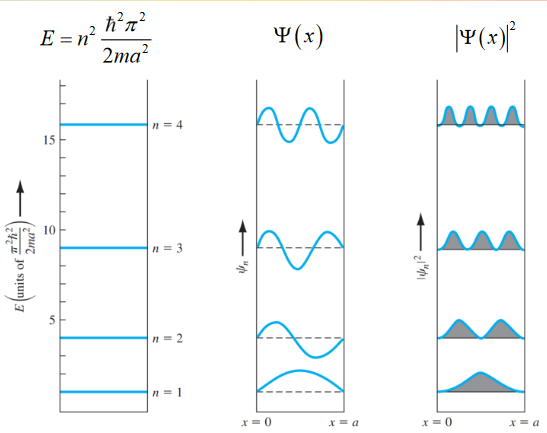 E = n² ħ²π² / 2ma²
Ψ(x)
|Ψ(x)|²
15
10
5
E (units of π²ħ² / 2ma²) →
n = 4
n = 3
n = 2
n = 1
ψₙ →
x = 0
x = a
|ψₙ|² →
x = 0
x = a